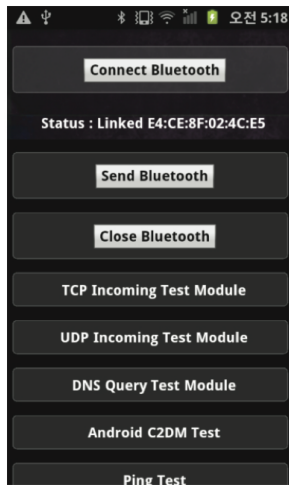 오전 5:18
Connect Bluetooth
Status : Linked E4:CE:8F:02:4C:E5
Send Bluetooth
Close Bluetooth
TCP Incoming Test Module
UDP Incoming Test Module
DNS Query Test Module
Android C2DM Test
Ping Test